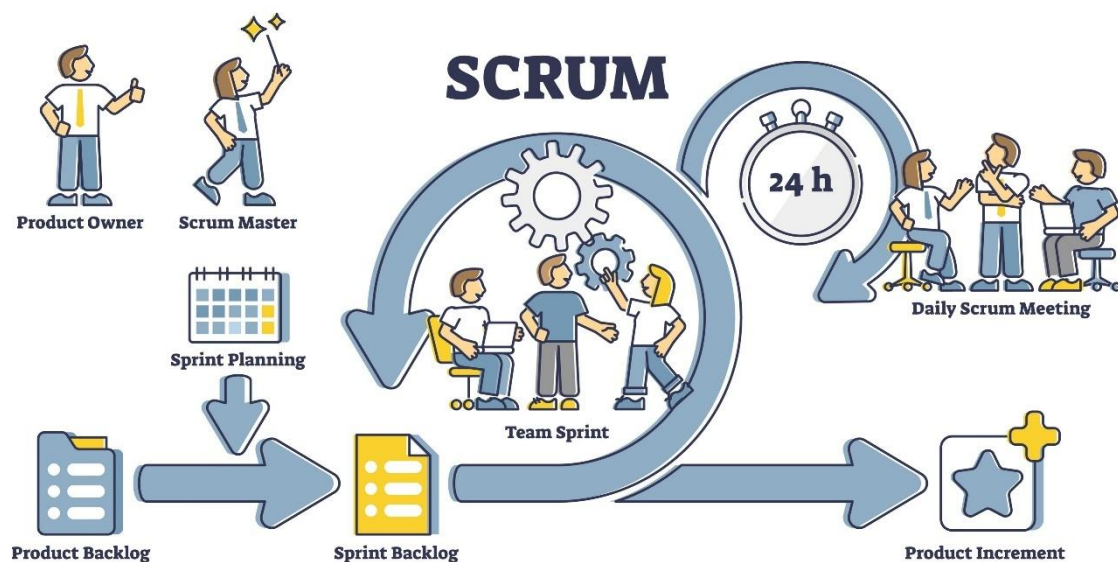 SCRUM
24 h
Product Owner
Scrum Master
Daily Scrum Meeting
Sprint Planning
Team Sprint
Product Backlog
Sprint Backlog
Product Increment